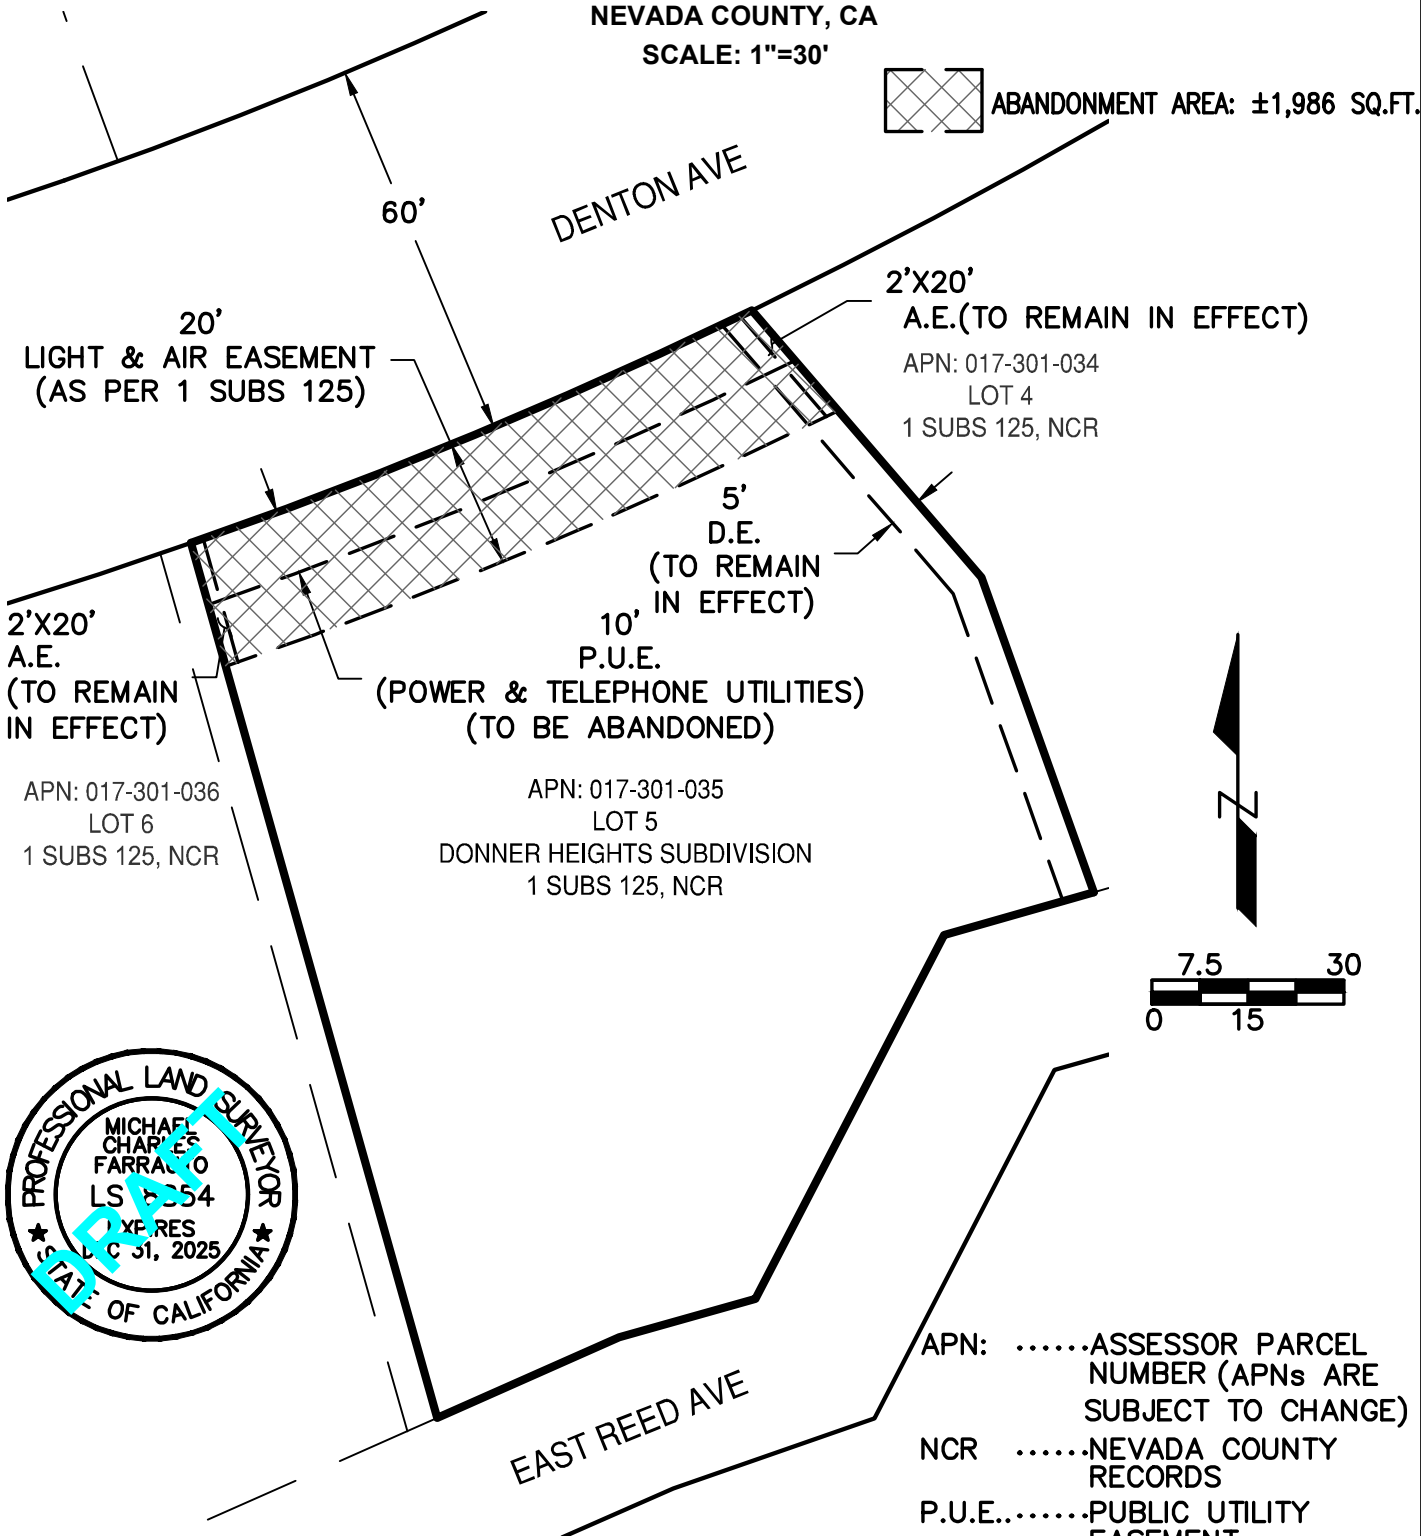 NEVADA COUNTY, CA
SCALE: 1"=30'
ABANDONMENT AREA: ±1,986 SQ.FT.
DENTON AVE
60'
20'
LIGHT & AIR EASEMENT
(AS PER 1 SUBS 125)
2'X20'
A.E.(TO REMAIN IN EFFECT)
APN: 017-301-034
LOT 4
1 SUBS 125, NCR
5'
D.E.
(TO REMAIN
IN EFFECT)
2'X20'
A.E.
(TO REMAIN
IN EFFECT)
10'
P.U.E.
(POWER & TELEPHONE UTILITIES)
(TO BE ABANDONED)
APN: 017-301-036
LOT 6
1 SUBS 125, NCR
APN: 017-301-035
LOT 5
DONNER HEIGHTS SUBDIVISION
1 SUBS 125, NCR
N
7.5 30
0 15
PROFESSIONAL LAND SURVEYOR
MICHAEL
CHARLES
LS
EXPIRES
DEC 31, 2025
STATE OF CALIFORNIA
DRAFT
EAST REED AVE
APN: ......ASSESSOR PARCEL
NUMBER (APNs ARE
SUBJECT TO CHANGE)
NCR ......NEVADA COUNTY
RECORDS
P.U.E........PUBLIC UTILITY
EASEMENT